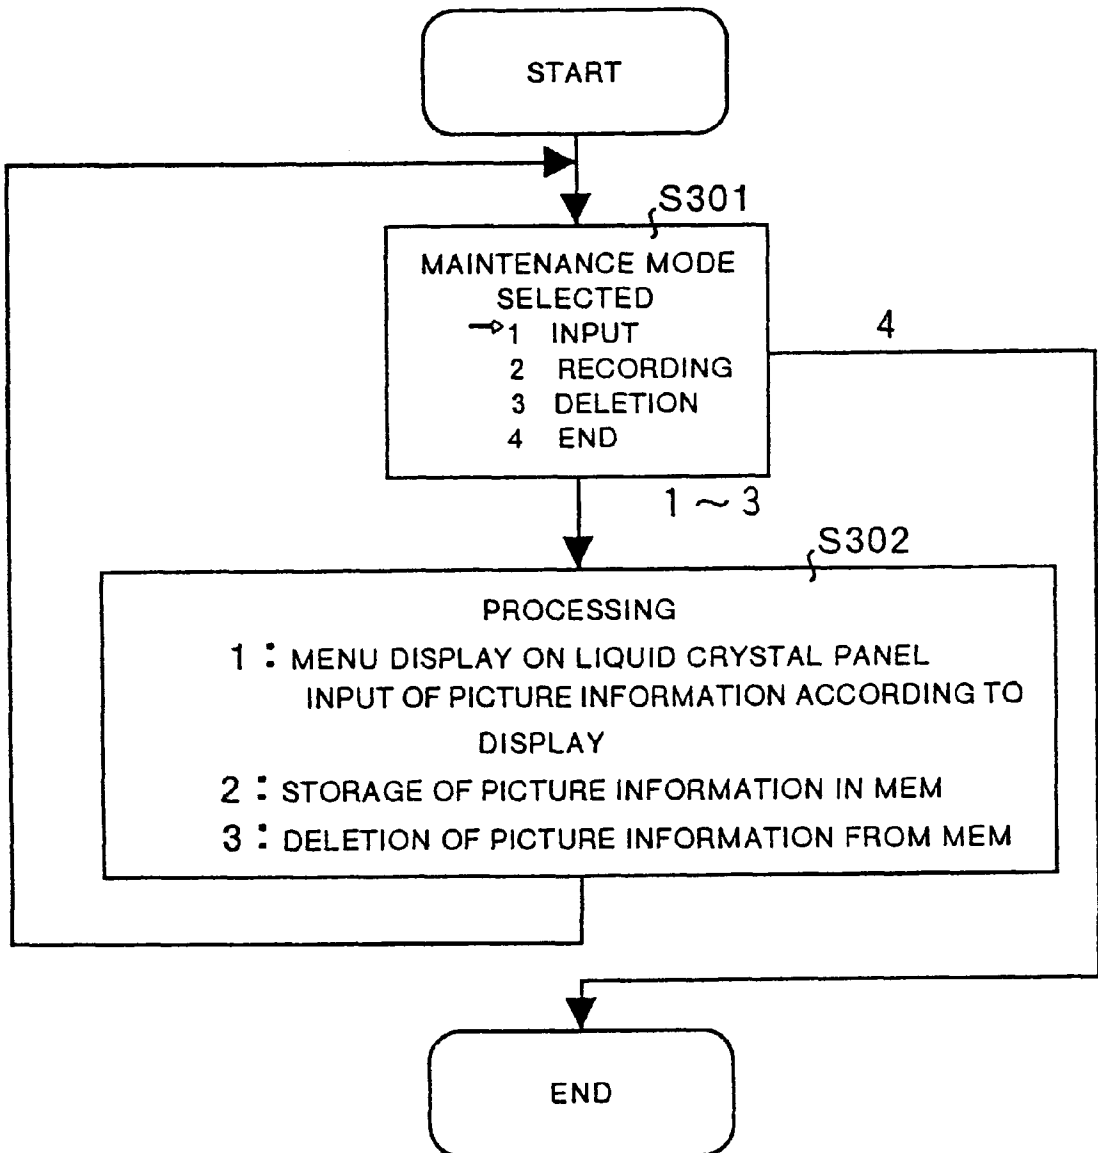 START
S301
MAINTENANCE MODE
SELECTED
⇒1 INPUT
2 RECORDING
3 DELETION
4 END
4
1 ~ 3
S302
PROCESSING
1 : MENU DISPLAY ON LIQUID CRYSTAL PANEL
INPUT OF PICTURE INFORMATION ACCORDING TO
DISPLAY
2 : STORAGE OF PICTURE INFORMATION IN MEM
3 : DELETION OF PICTURE INFORMATION FROM MEM
END